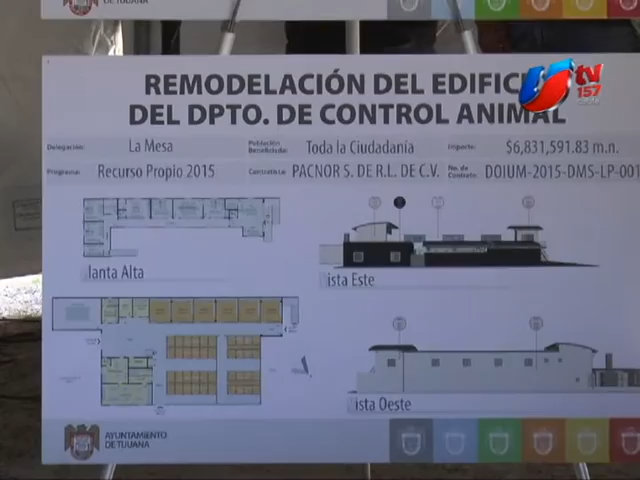 DE TIJUANA
REMODELACIÓN DEL EDIFIC
DEL DPTO. DE CONTROL ANIMAL
tv
157
Delegación: La Mesa Población Beneficiada: Toda la Ciudadanía Importe: $6,831,591.83 m.n.
Programa: Recurso Propio 2015 Contratista: PACNOR S. DE R.L. DE C.V. No. de Contrato: DOIUM-2015-DMS-LP-001
lanta Alta
ista Este
ista Oeste
AYUNTAMIENTO
DE TIJUANA